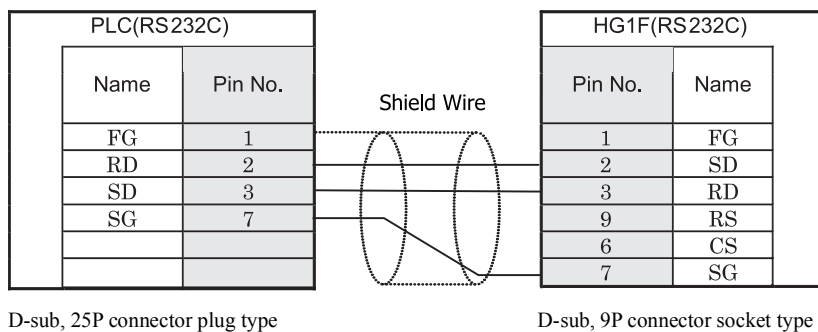 PLC(RS232C) HG1F(RS232C)
Name Pin No. Shield Wire Pin No. Name
FG 1 1 FG
RD 2 2 SD
SD 3 3 RD
SG 7 9 RS
6 CS
7 SG
D-sub, 25P connector plug type D-sub, 9P connector socket type